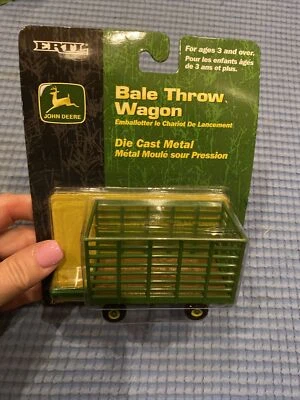 ERTL
For ages 3 and over.
Pour les enfants âgés
de 3 ans et plus.
JOHN DEERE
Bale Throw
Wagon
Emballotter le Chariot De Lancement
Die Cast Metal
Métal Moulé sour Pression